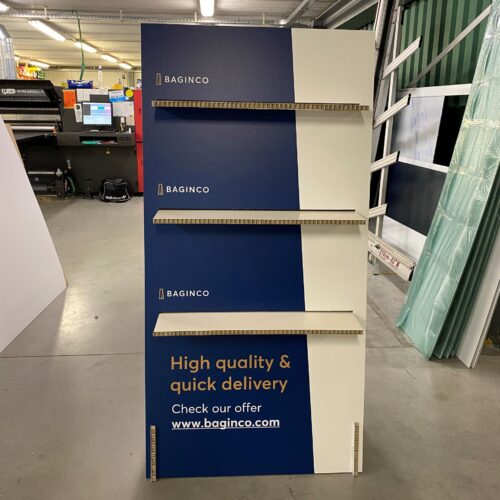 BAGINCO
BAGINCO
BAGINCO
High quality &
quick delivery
Check our offer
www.baginco.com